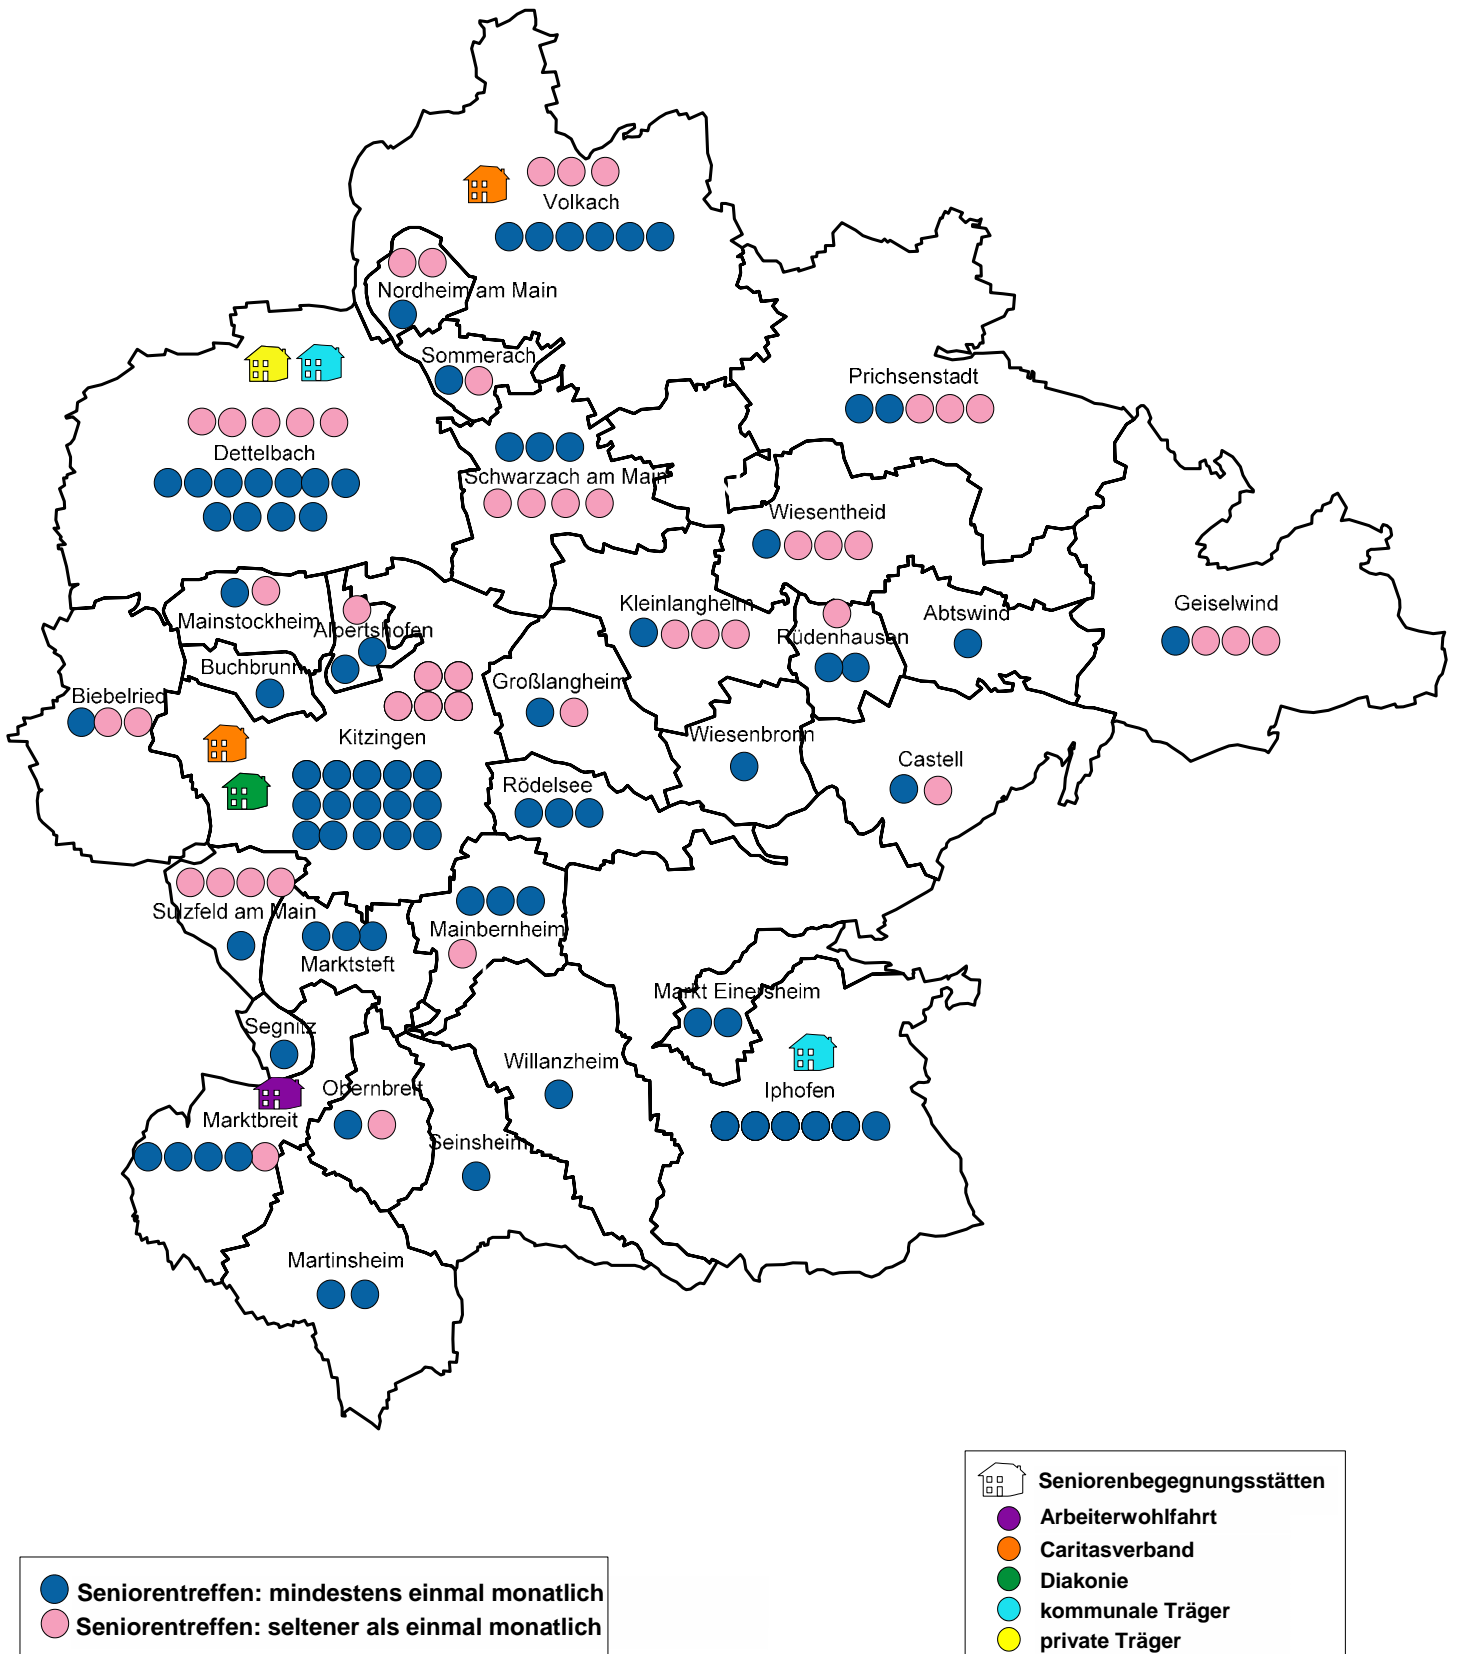 Volkach
Nordheim am Main
Sommerach
Prichsenstadt
Dettelbach
Schwarzach am Main
Wiesentheid
Mainstockheim
Albertshofen
Kleinlangheim
Rüdenhausen
Abtswind
Geiselwind
Buchbrunn
Biebelried
Großlangheim
Kitzingen
Wiesenbronn
Castell
Rödelsee
Sulzfeld am Main
Mainbernheim
Marktsteft
Markt Einersheim
Segnitz
Willanzheim
Obernbreit
Iphofen
Marktbreit
Seinsheim
Martinsheim
Seniorenbegegnungsstätten
Arbeiterwohlfahrt
Caritasverband
Diakonie
kommunale Träger
private Träger
Seniorentreffen: mindestens einmal monatlich
Seniorentreffen: seltener als einmal monatlich